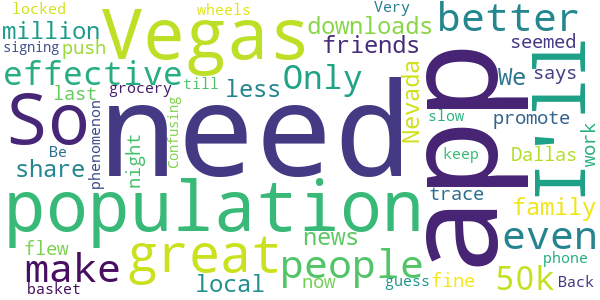 locked
wheels
Very
million
push
Vegas
downloads
better
signing
friends
seemed
effective
grocery
till
less
Only
Nevada
app
We
says
I'll
last
phenomenon
So
need
Confusing
slow
promote
work
Be
share
night
keep
Dallas
population
trace
family
flew
great
news
people
even
make
local
now
guess
fine
50k
phone
basket
Back